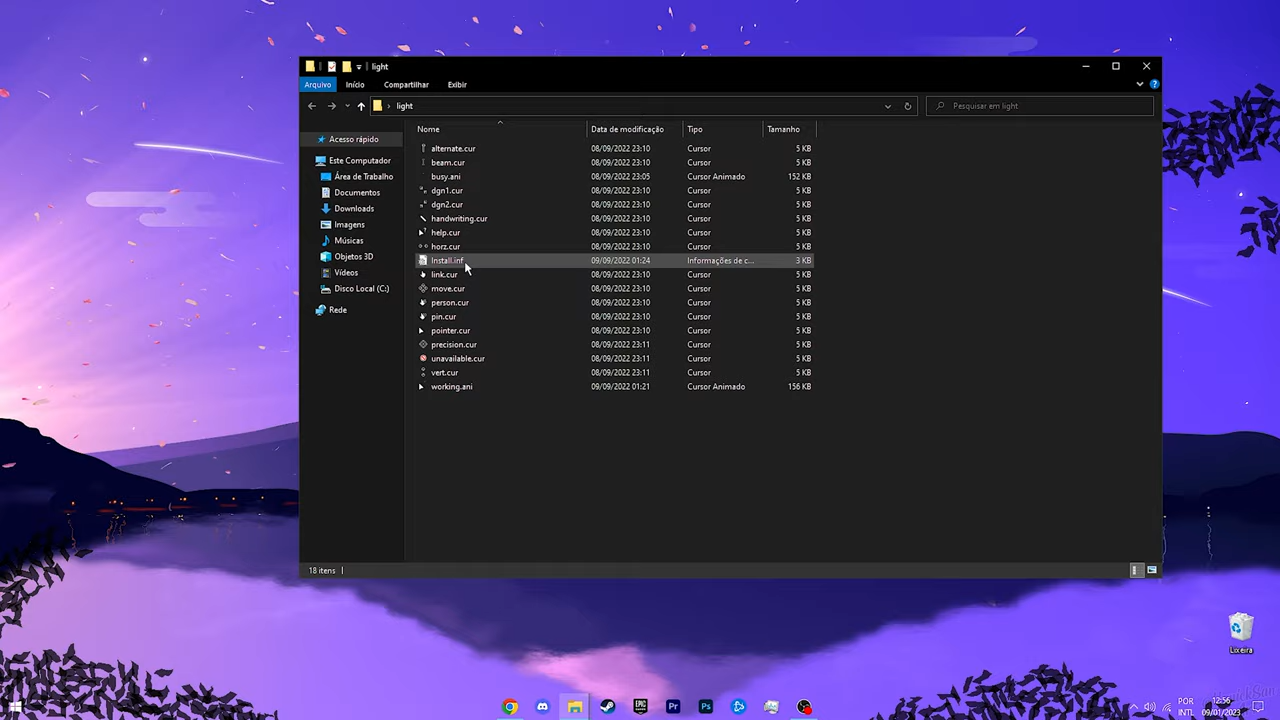 light
Arquivo Início Compartilhar Exibir
light
Pesquisar em light
Nome Data de modificação Tipo Tamanho
Acesso rápido
Este Computador
Área de Trabalho
Documentos
Downloads
Imagens
Músicas
Objetos 3D
Vídeos
Disco Local (C:)
Rede
alternate.cur 08/09/2022 23:10 Cursor 5 KB
beam.cur 08/09/2022 23:10 Cursor 5 KB
busy.ani 08/09/2022 23:05 Cursor Animado 152 KB
dgn1.cur 08/09/2022 23:10 Cursor 5 KB
dgn2.cur 08/09/2022 23:10 Cursor 5 KB
handwriting.cur 08/09/2022 23:10 Cursor 5 KB
help.cur 08/09/2022 23:10 Cursor 5 KB
horz.cur 08/09/2022 23:10 Cursor 5 KB
Install.inf 09/09/2022 01:24 Informações de c... 3 KB
link.cur 08/09/2022 23:10 Cursor 5 KB
move.cur 08/09/2022 23:10 Cursor 5 KB
person.cur 08/09/2022 23:10 Cursor 5 KB
pin.cur 08/09/2022 23:10 Cursor 5 KB
pointer.cur 08/09/2022 23:10 Cursor 5 KB
precision.cur 08/09/2022 23:11 Cursor 5 KB
unavailable.cur 08/09/2022 23:11 Cursor 5 KB
vert.cur 08/09/2022 23:11 Cursor 5 KB
working.ani 09/09/2022 01:21 Cursor Animado 156 KB
18 itens
Lixeira
EPIC
Pr
Ps
POR
INTL
12:56
09/01/2023